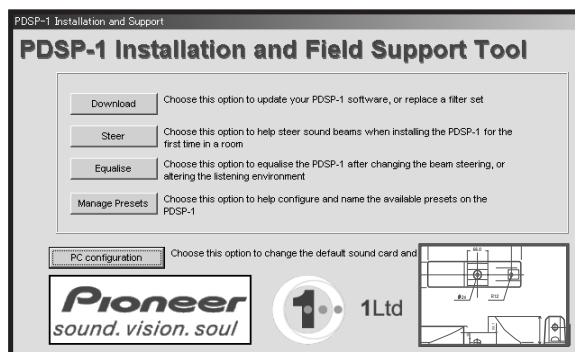 PDSP-1 Installation and Support
PDSP-1 Installation and Field Support Tool
Download
Choose this option to update your PDSP-1 software, or replace a filter set
Steer
Choose this option to help steer sound beams when installing the PDSP-1 for the
first time in a room
Equalise
Choose this option to equalise the PDSP-1 after changing the beam steering, or
altering the listening environment
Manage Presets
Choose this option to help configure and name the available presets on the
PDSP-1
PC configuration
Choose this option to change the default sound card and
Pioneer
sound. vision. soul
1
1Ltd